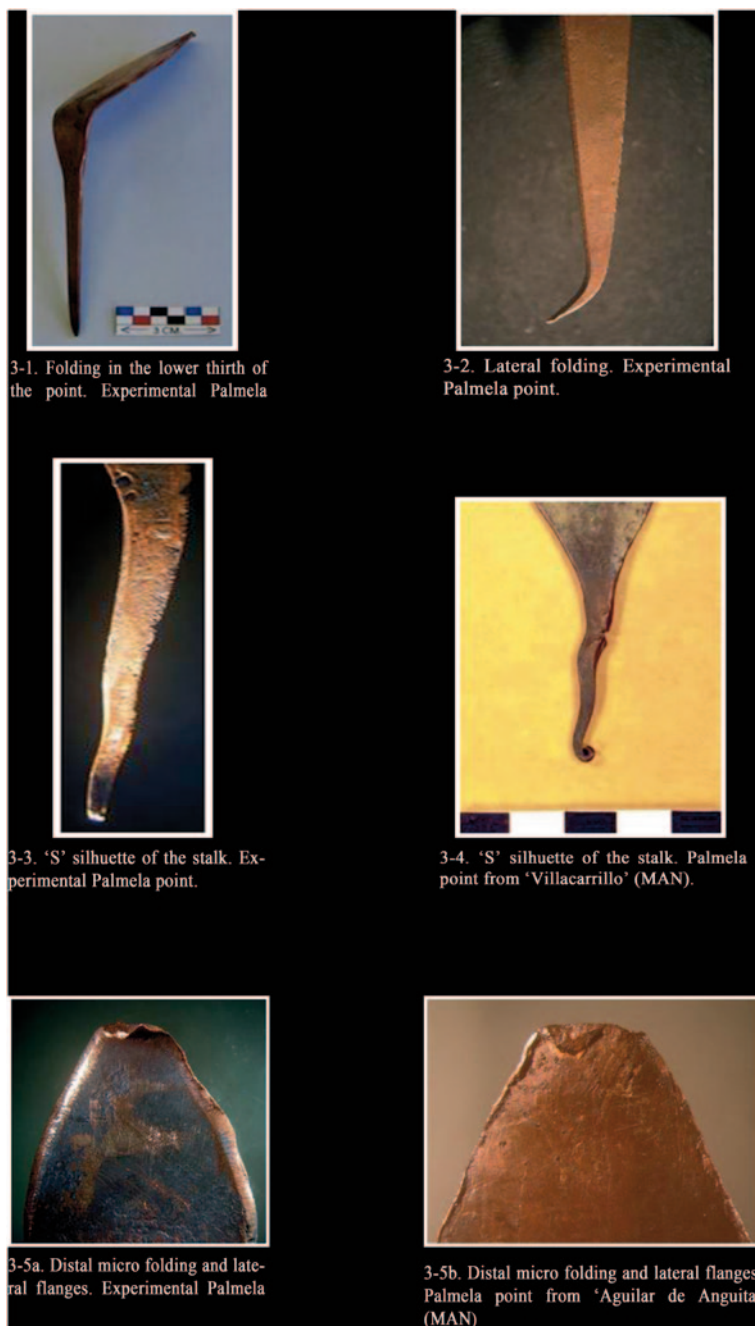 < 3 CM. >
3-1. Folding in the lower thirth of
the point. Experimental Palmela
3-2. Lateral folding. Experimental
Palmela point.
3-3. ‘S’ silhuette of the stalk. Ex-
perimental Palmela point.
3-4. ‘S’ silhuette of the stalk. Palmela
point from ‘Villacarrillo’ (MAN).
3-5a. Distal micro folding and late-
ral flanges. Experimental Palmela
3-5b. Distal micro folding and lateral flanges
Palmela point from ‘Aguilar de Anguita
(MAN)